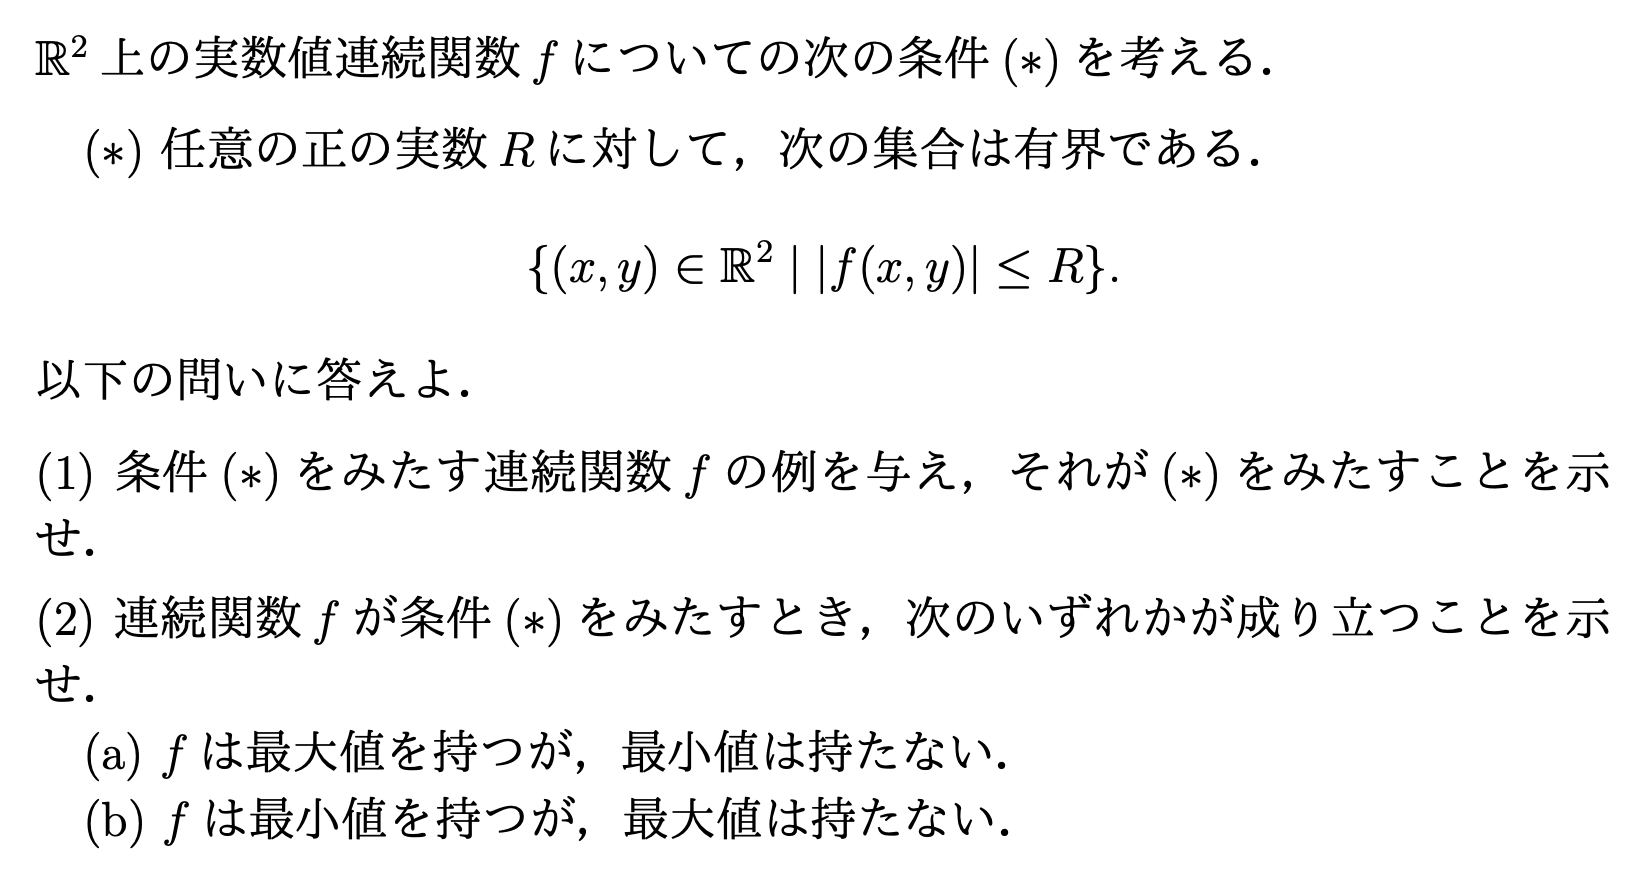 ℝ² 上の実数値連続関数 f についての次の条件 (∗) を考える．
(∗) 任意の正の実数 R に対して，次の集合は有界である．
{(x, y) ∈ ℝ² | |f(x, y)| ≤ R}.
以下の問いに答えよ．
(1) 条件 (∗) をみたす連続関数 f の例を与え，それが (∗) をみたすことを示
せ．
(2) 連続関数 f が条件 (∗) をみたすとき，次のいずれかが成り立つことを示
せ．
(a) f は最大値を持つが，最小値は持たない．
(b) f は最小値を持つが，最大値は持たない．